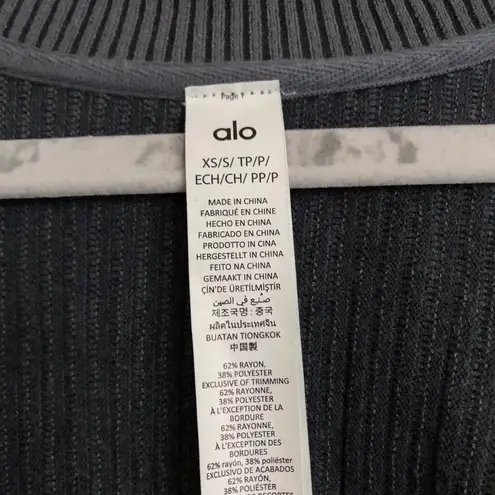 Page 1
alo
XS/S/ TP/P/
ECH/CH/ PP/P
MADE IN CHINA
FABRIQUÉ EN CHINE
HECHO EN CHINA
FABRICADO EN CHINA
PRODOTTO IN CINA
HERGESTELLT IN CHINA
FEITO NA CHINA
GEMAAKT IN CHINA
ÇİN'DE ÜRETİLMİŞTİR
صُنع في الصين
제조국명 : 중국
ผลิตในประเทศจีน
BUATAN TIONGKOK
中国製
62% RAYON,
38% POLYESTER
EXCLUSIVE OF TRIMMING
62% RAYONNE,
38% POLYESTER
À L'EXCEPTION DE LA
BORDURE
62% RAYONNE,
38% POLYESTER
À L'EXCEPTION DES
BORDURES
62% rayón, 38% poliéster
EXCLUSIVO DE ACABADOS
62% RAYON,
38% POLIÉSTER